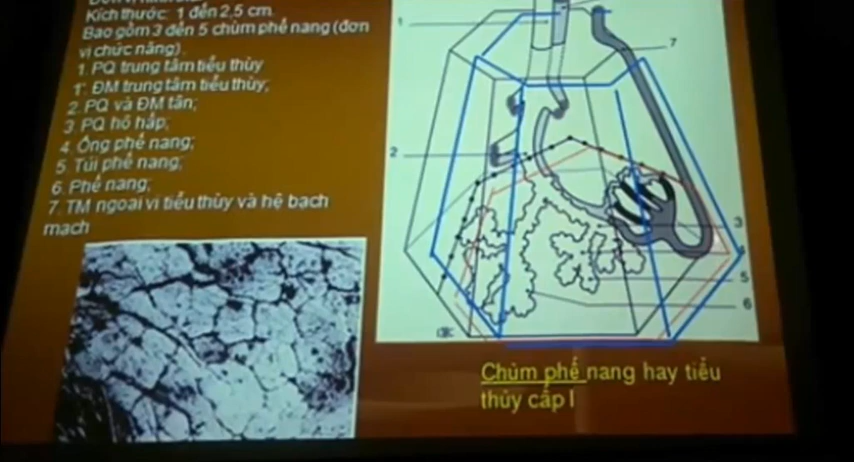 Kích thước: 1 đến 2,5 cm.
Bao gồm 3 đến 5 chùm phế nang (đơn
vị chức năng)
1. PQ trung tâm tiểu thùy
1'. ĐM trung tâm tiểu thùy;
2. PQ và ĐM tận;
3. PQ hô hấp;
4. Ống phế nang;
5. Túi phế nang;
6. Phế nang;
7. TM ngoại vi tiểu thùy và hệ bạch
mạch
1
7
2
3
4
5
6
Chùm phế nang hay tiểu
thùy cấp I